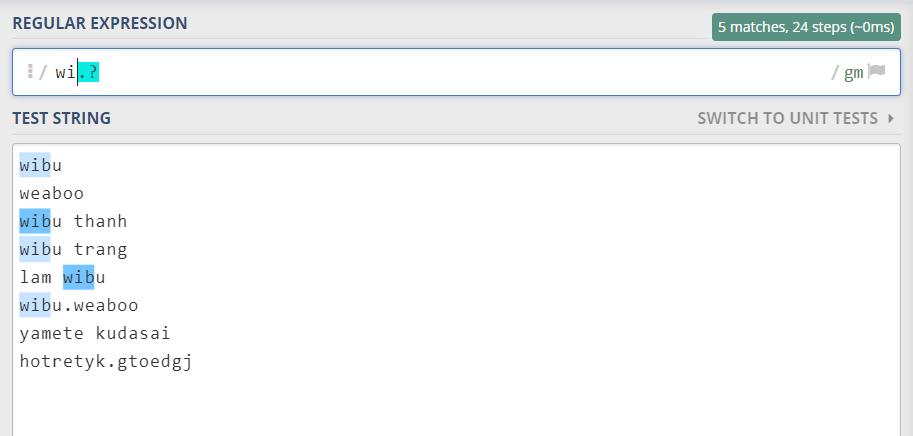 REGULAR EXPRESSION
5 matches, 24 steps (~0ms)
/ wi.? / gm
TEST STRING
SWITCH TO UNIT TESTS
wibu
weaboo
wibu thanh
wibu trang
lam wibu
wibu.weaboo
yamete kudasai
hotretyk.gtoedgj